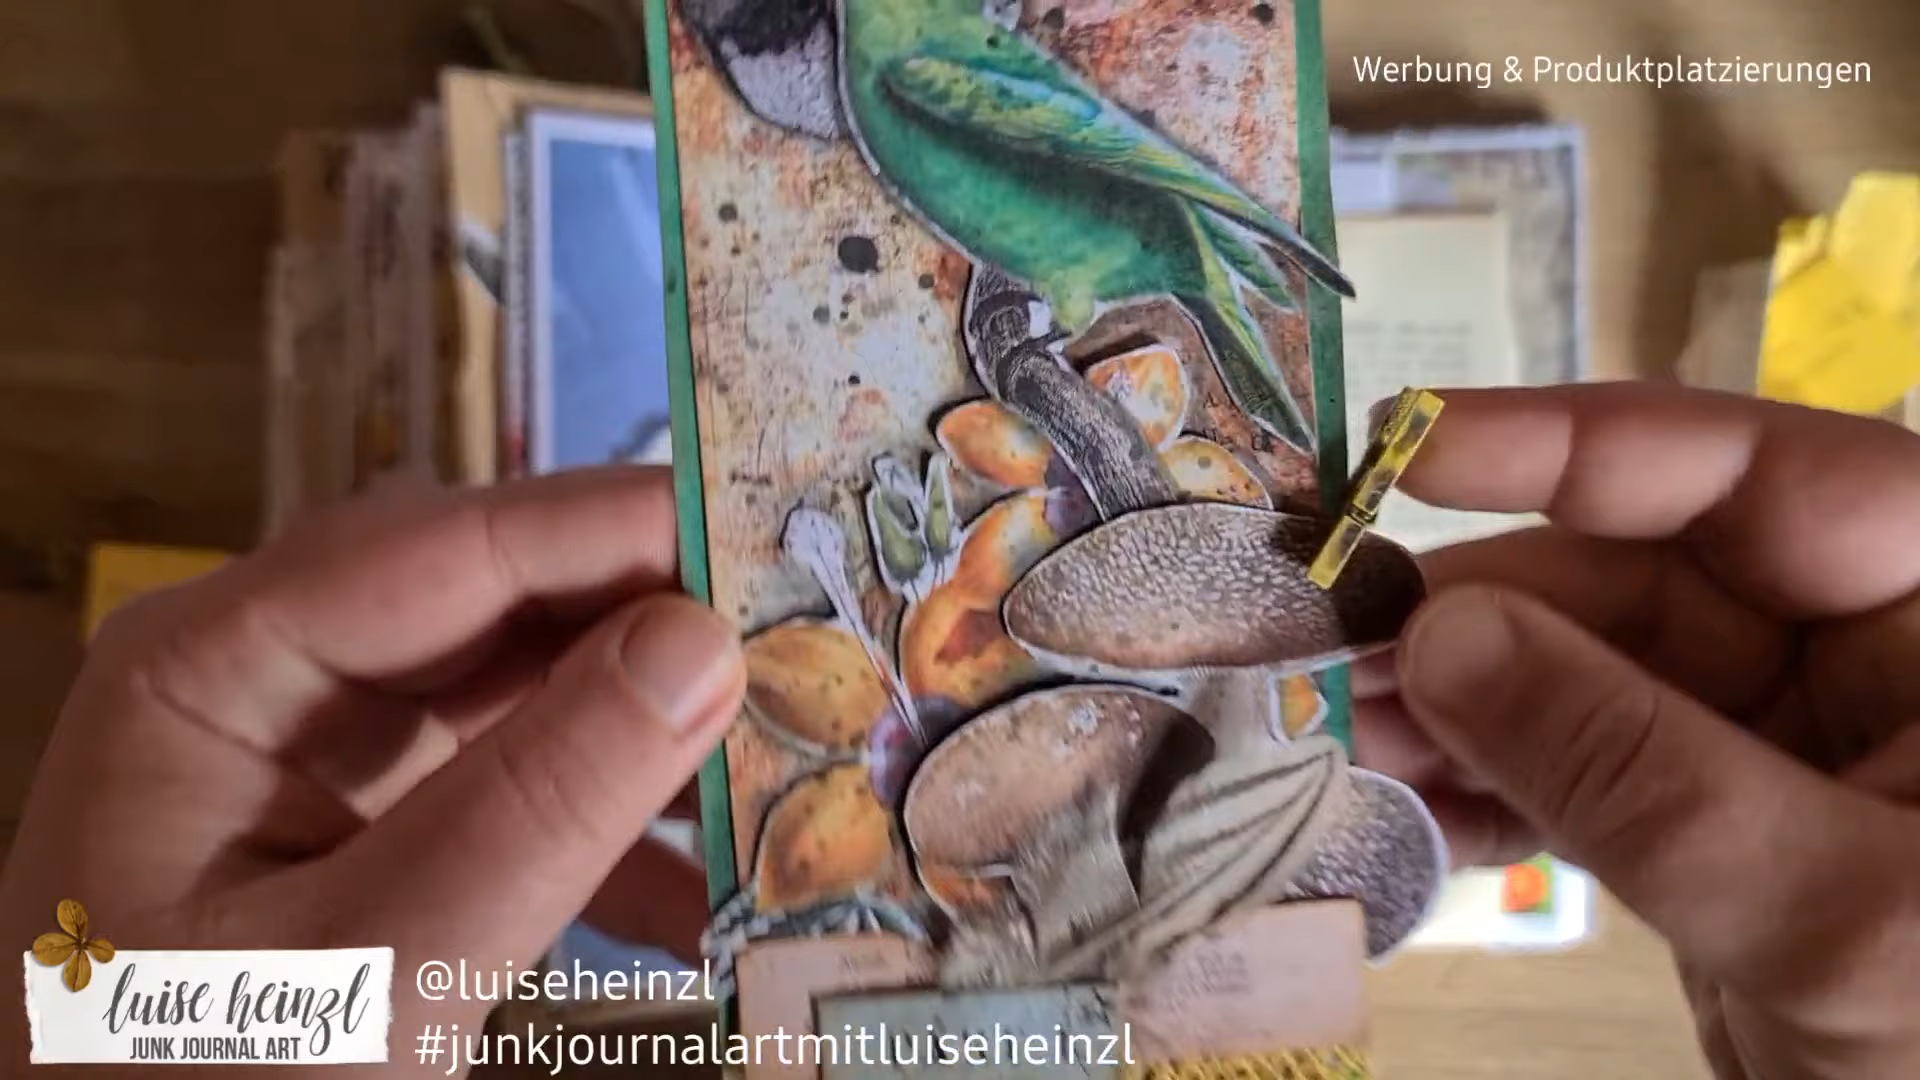 Werbung & Produktplatzierungen
luise heinzl
JUNK JOURNAL ART
@luiseheinzl
#junkjournalartmitluiseheinzl